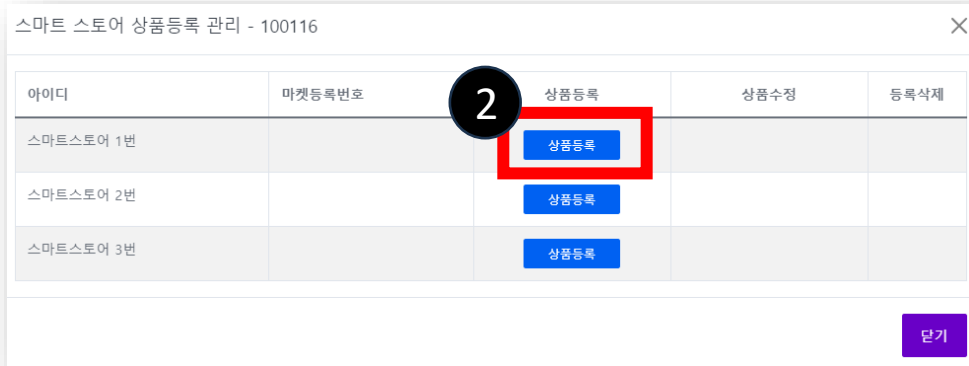 스마트 스토어 상품등록 관리 - 100116
아이디 마켓등록번호 상품등록 상품수정 등록삭제
2
스마트스토어 1번 상품등록
스마트스토어 2번 상품등록
스마트스토어 3번 상품등록
닫기